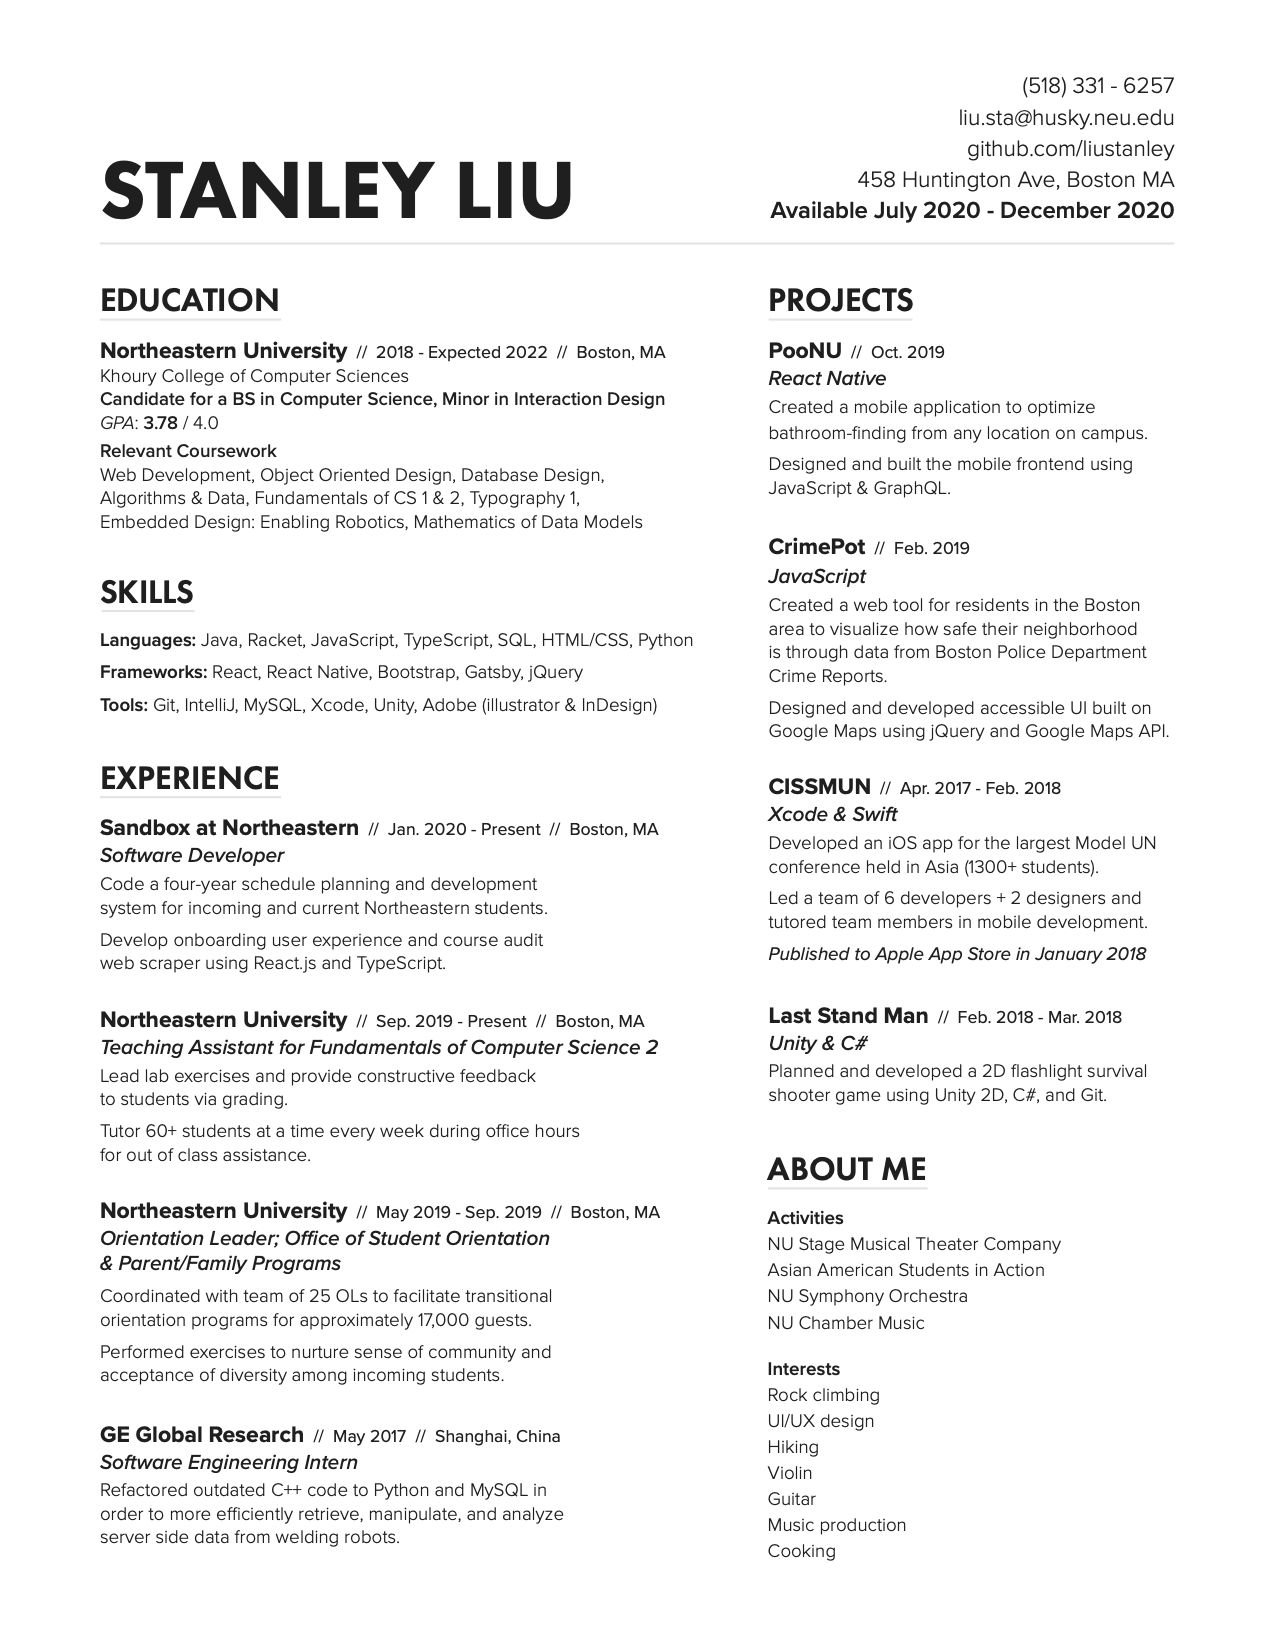 (518) 331 - 6257
liu.sta@husky.neu.edu
github.com/liustanley
458 Huntington Ave, Boston MA
Available July 2020 - December 2020
STANLEY LIU
EDUCATION
Northeastern University // 2018 - Expected 2022 // Boston, MA
Khoury College of Computer Sciences
Candidate for a BS in Computer Science, Minor in Interaction Design
GPA: 3.78 / 4.0
Relevant Coursework
Web Development, Object Oriented Design, Database Design,
Algorithms & Data, Fundamentals of CS 1 & 2, Typography 1,
Embedded Design: Enabling Robotics, Mathematics of Data Models
SKILLS
Languages: Java, Racket, JavaScript, TypeScript, SQL, HTML/CSS, Python
Frameworks: React, React Native, Bootstrap, Gatsby, jQuery
Tools: Git, IntelliJ, MySQL, Xcode, Unity, Adobe (illustrator & InDesign)
EXPERIENCE
Sandbox at Northeastern // Jan. 2020 - Present // Boston, MA
Software Developer
Code a four-year schedule planning and development
system for incoming and current Northeastern students.
Develop onboarding user experience and course audit
web scraper using React.js and TypeScript.
Northeastern University // Sep. 2019 - Present // Boston, MA
Teaching Assistant for Fundamentals of Computer Science 2
Lead lab exercises and provide constructive feedback
to students via grading.
Tutor 60+ students at a time every week during office hours
for out of class assistance.
Northeastern University // May 2019 - Sep. 2019 // Boston, MA
Orientation Leader; Office of Student Orientation
& Parent/Family Programs
Coordinated with team of 25 OLs to facilitate transitional
orientation programs for approximately 17,000 guests.
Performed exercises to nurture sense of community and
acceptance of diversity among incoming students.
GE Global Research // May 2017 // Shanghai, China
Software Engineering Intern
Refactored outdated C++ code to Python and MySQL in
order to more efficiently retrieve, manipulate, and analyze
server side data from welding robots.
PROJECTS
PooNU // Oct. 2019
React Native
Created a mobile application to optimize
bathroom-finding from any location on campus.
Designed and built the mobile frontend using
JavaScript & GraphQL.
CrimePot // Feb. 2019
JavaScript
Created a web tool for residents in the Boston
area to visualize how safe their neighborhood
is through data from Boston Police Department
Crime Reports.
Designed and developed accessible UI built on
Google Maps using jQuery and Google Maps API.
CISSMUN // Apr. 2017 - Feb. 2018
Xcode & Swift
Developed an iOS app for the largest Model UN
conference held in Asia (1300+ students).
Led a team of 6 developers + 2 designers and
tutored team members in mobile development.
Published to Apple App Store in January 2018
Last Stand Man // Feb. 2018 - Mar. 2018
Unity & C#
Planned and developed a 2D flashlight survival
shooter game using Unity 2D, C#, and Git.
ABOUT ME
Activities
NU Stage Musical Theater Company
Asian American Students in Action
NU Symphony Orchestra
NU Chamber Music
Interests
Rock climbing
UI/UX design
Hiking
Violin
Guitar
Music production
Cooking